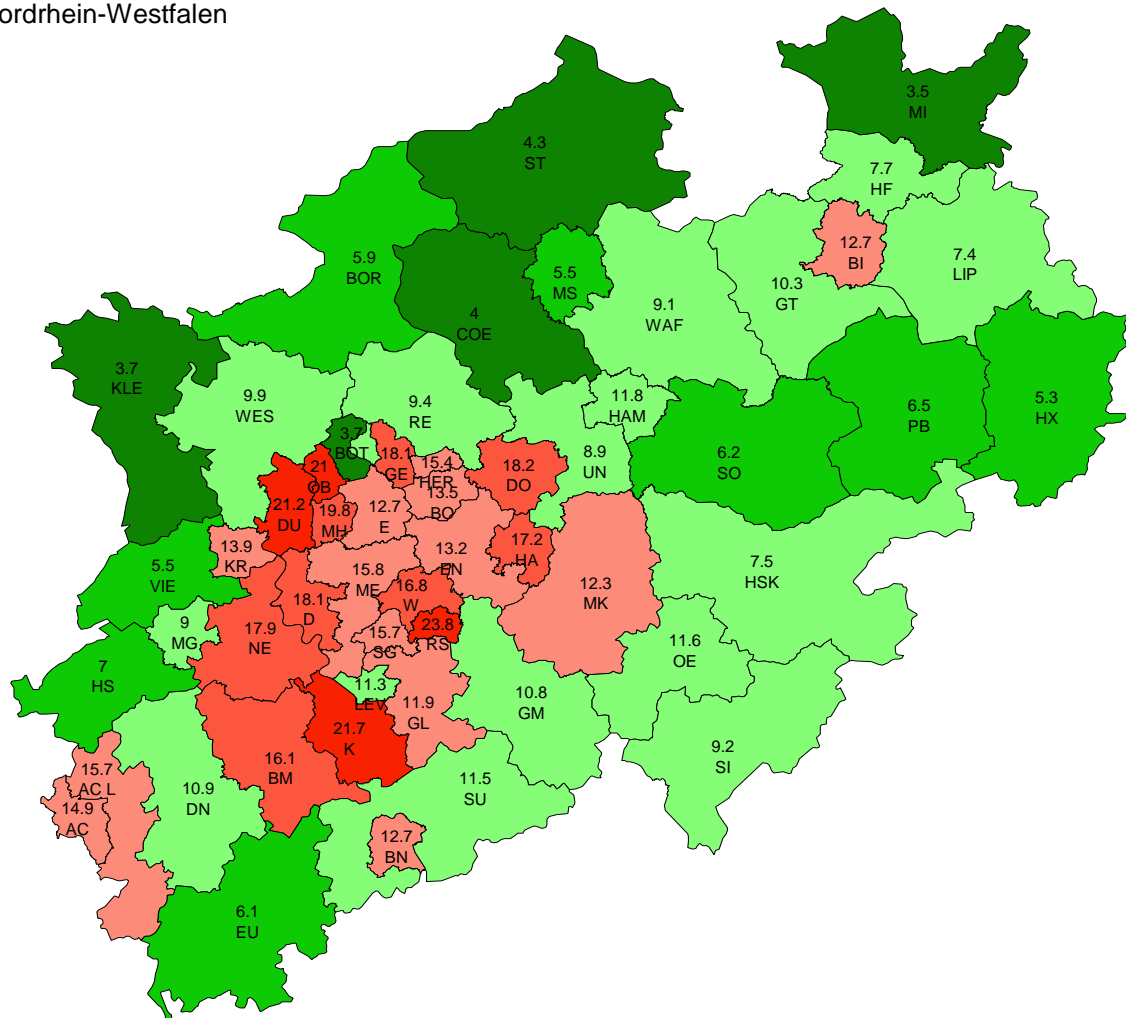 ordrhein-Westfalen
3.5
MI
4.3
ST
7.7
HF
12.7
BI
7.4
LIP
5.9
BOR
5.5
MS
10.3
GT
9.1
WAF
4
COE
3.7
KLE
9.9
WES
9.4
RE
11.8
HAM
6.5
PB
5.3
HX
3.7
BOT
18.1
GE
15.4
HER
18.2
DO
8.9
UN
6.2
SO
21
OB
21.2
DU
19.8
MH
12.7
E
13.5
BO
13.9
KR
15.8
ME
13.2
EN
17.2
HA
12.3
MK
7.5
HSK
5.5
VIE
18.1
D
16.8
W
23.8
RS
9
MG
17.9
NE
15.7
SG
11.6
OE
7
HS
11.3
LEV
11.9
GL
10.8
GM
21.7
K
16.1
BM
9.2
SI
15.7
AC L
10.9
DN
11.5
SU
14.9
AC
12.7
BN
6.1
EU